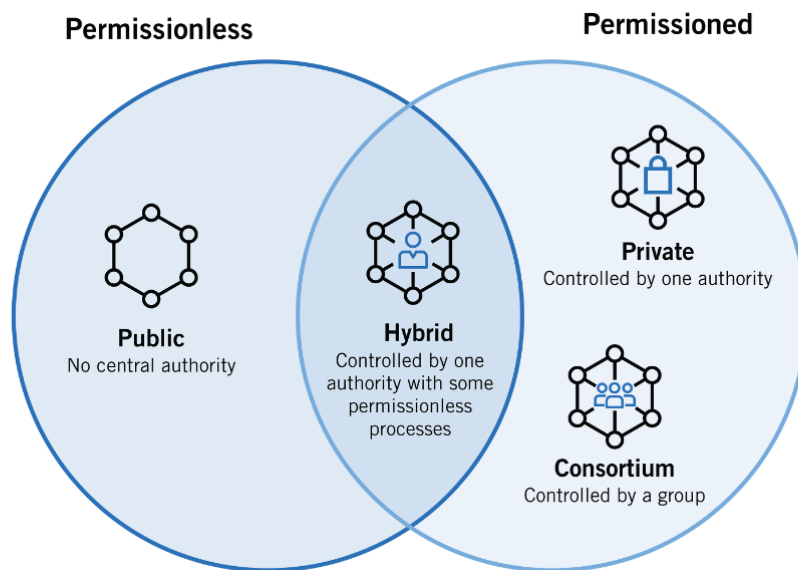 Permissionless
Permissioned
Public
No central authority
Hybrid
Controlled by one
authority with some
permissionless
processes
Private
Controlled by one authority
Consortium
Controlled by a group